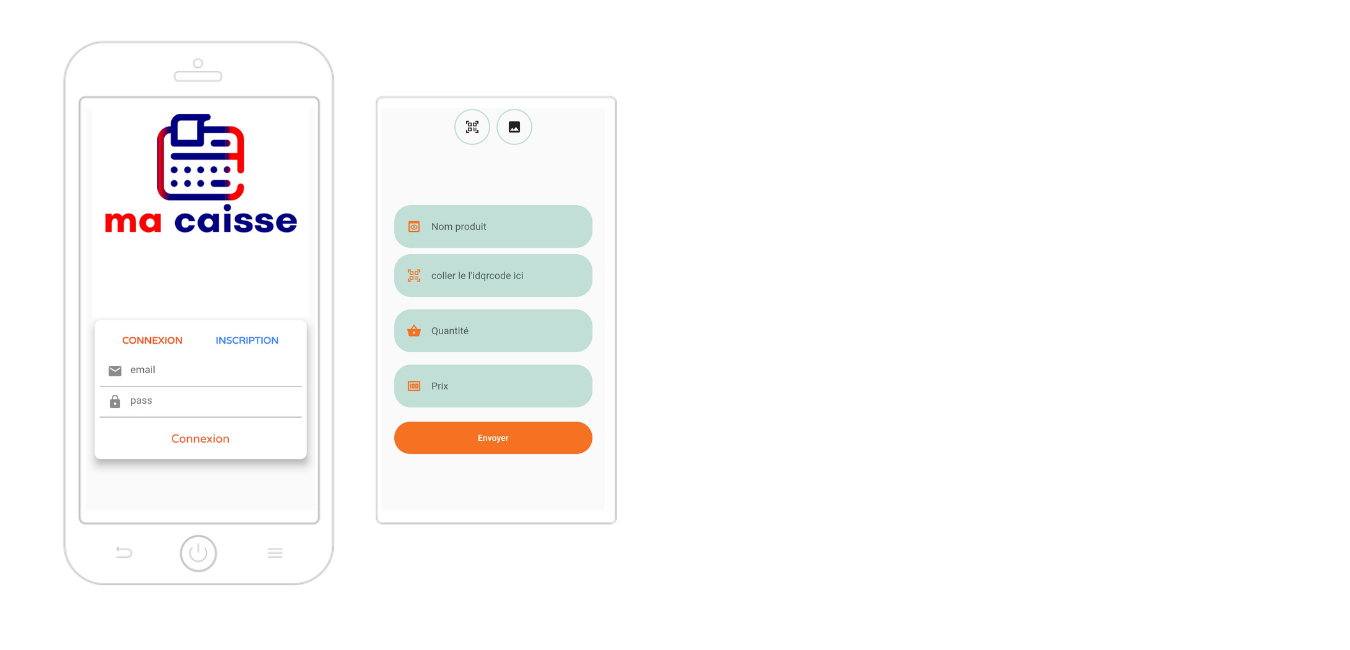 ma caisse
CONNEXION INSCRIPTION
email
pass
Connexion
Nom produit
coller le l'idqrcode ici
Quantité
Prix
Envoyer